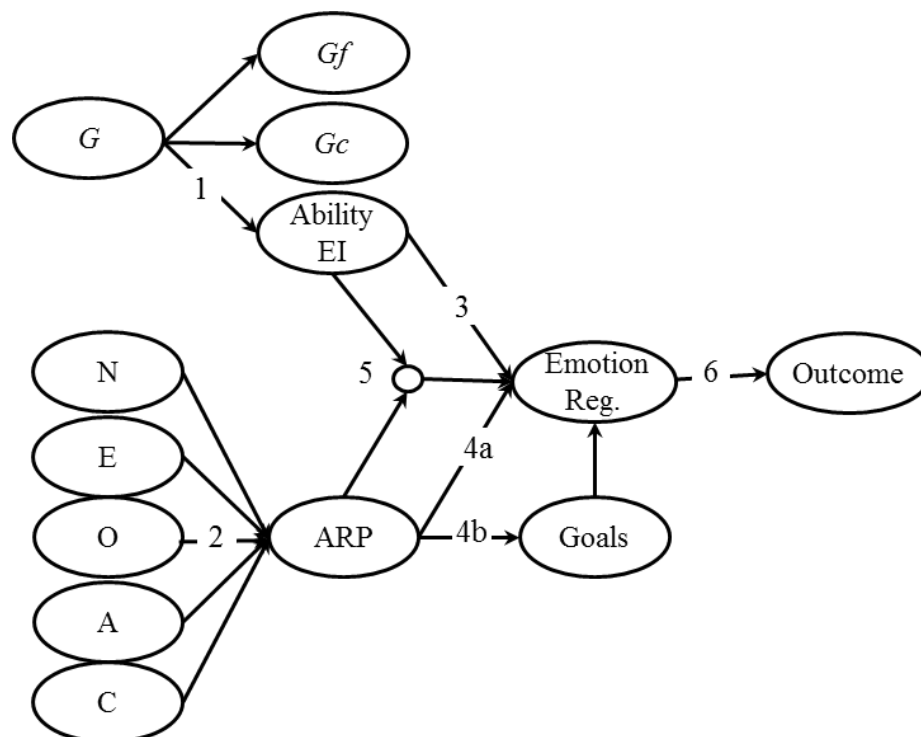 Gf
G
Gc
1
Ability
EI
3
N
5
Emotion
Reg.
6
Outcome
E
4a
O
2
ARP
4b
Goals
A
C